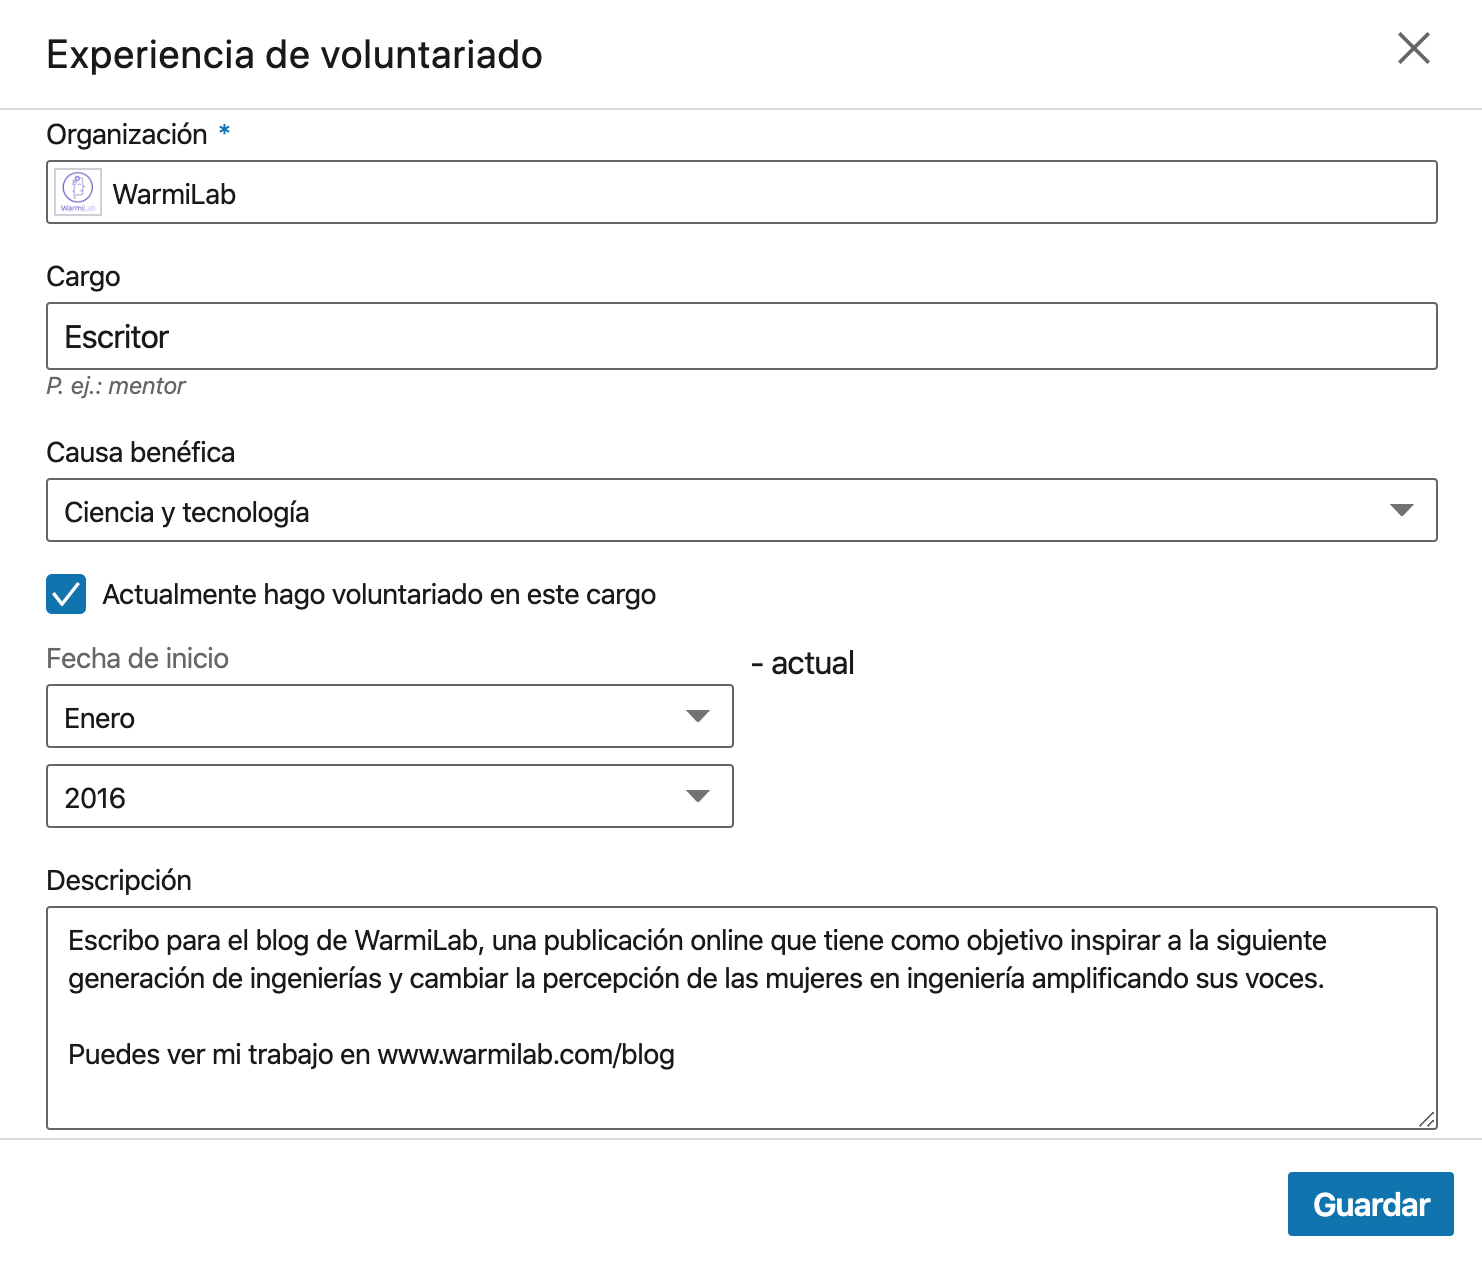 Experiencia de voluntariado
Organización *
WarmiLab
WarmiLab
Cargo
Escritor
P. ej.: mentor
Causa benéfica
Ciencia y tecnología
Actualmente hago voluntariado en este cargo
Fecha de inicio
- actual
Enero
2016
Descripción
Escribo para el blog de WarmiLab, una publicación online que tiene como objetivo inspirar a la siguiente
generación de ingenierías y cambiar la percepción de las mujeres en ingeniería amplificando sus voces.
Puedes ver mi trabajo en www.warmilab.com/blog
Guardar